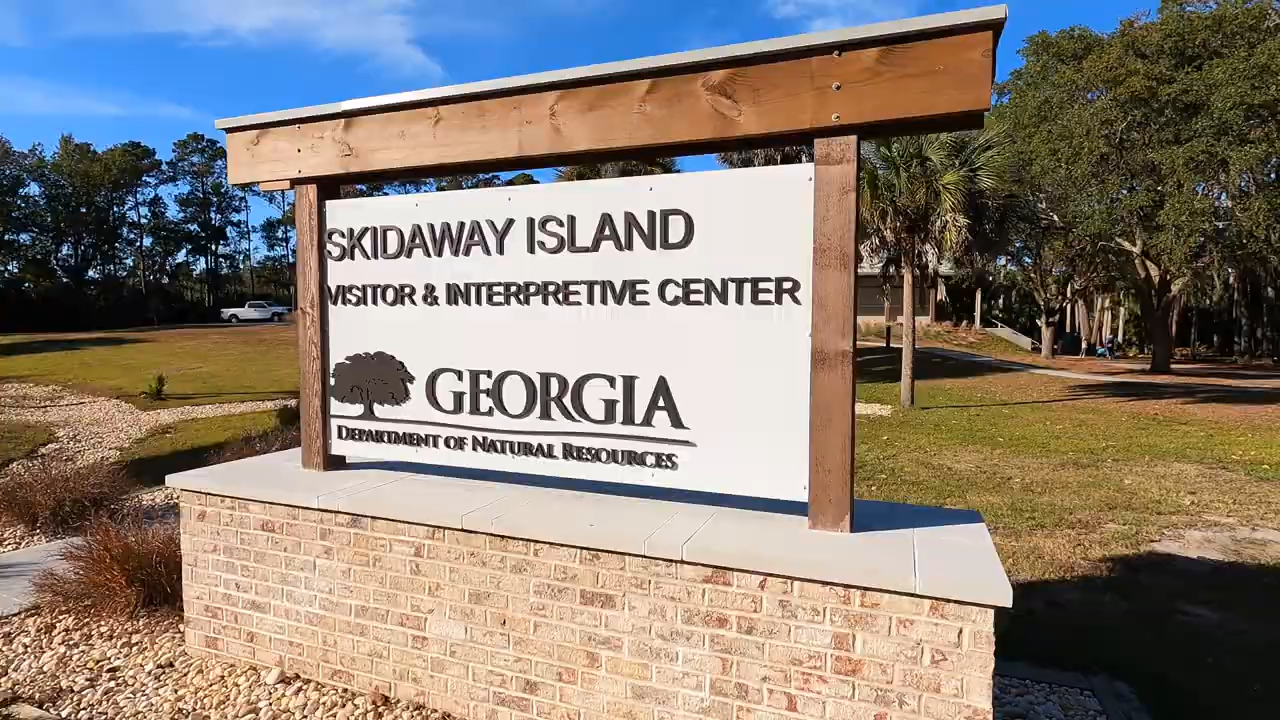 SKIDAWAY ISLAND
VISITOR & INTERPRETIVE CENTER
GEORGIA
DEPARTMENT OF NATURAL RESOURCES